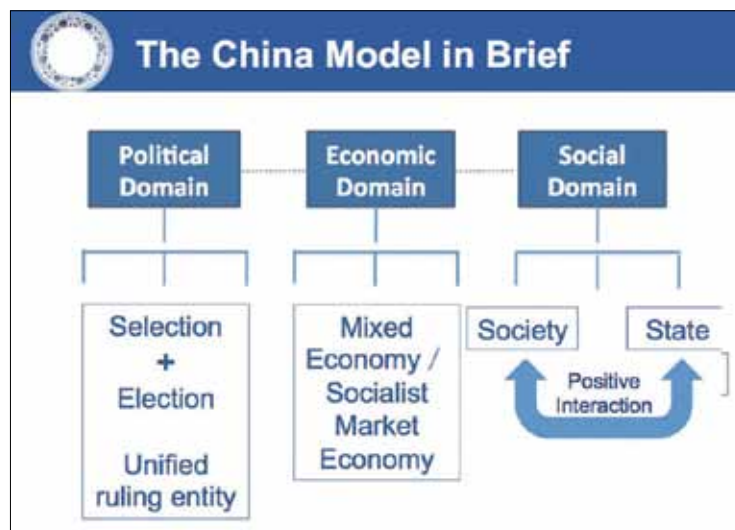 The China Model in Brief
Political
Domain
Economic
Domain
Social
Domain
Selection
+
Election
Unified
ruling entity
Mixed
Economy /
Socialist
Market
Economy
Society
State
Positive
Interaction